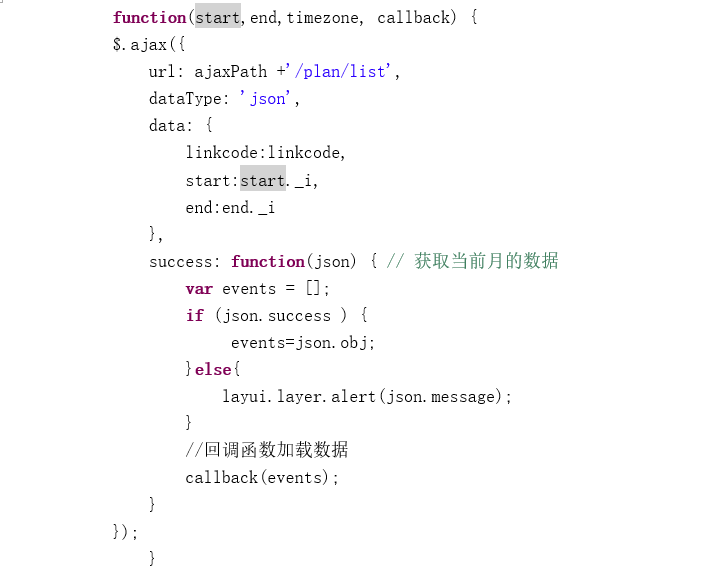 function(start,end,timezone, callback) {
$.ajax({
    url: ajaxPath +'/plan/list',
    dataType: 'json',
    data: {
        linkcode:linkcode,
        start:start._i,
        end:end._i
    },
    success: function(json) { // 获取当前月的数据
        var events = [];
        if (json.success ) {
             events=json.obj;
        }else{
            layui.layer.alert(json.message);
        }
        //回调函数加载数据
        callback(events);
    }
});
    }